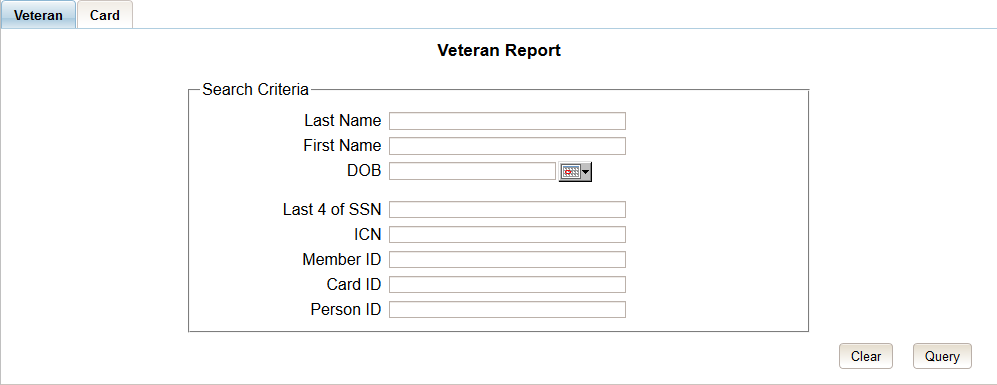 Veteran Card
Veteran Report
Search Criteria
Last Name
First Name
DOB
Last 4 of SSN
ICN
Member ID
Card ID
Person ID
Clear Query